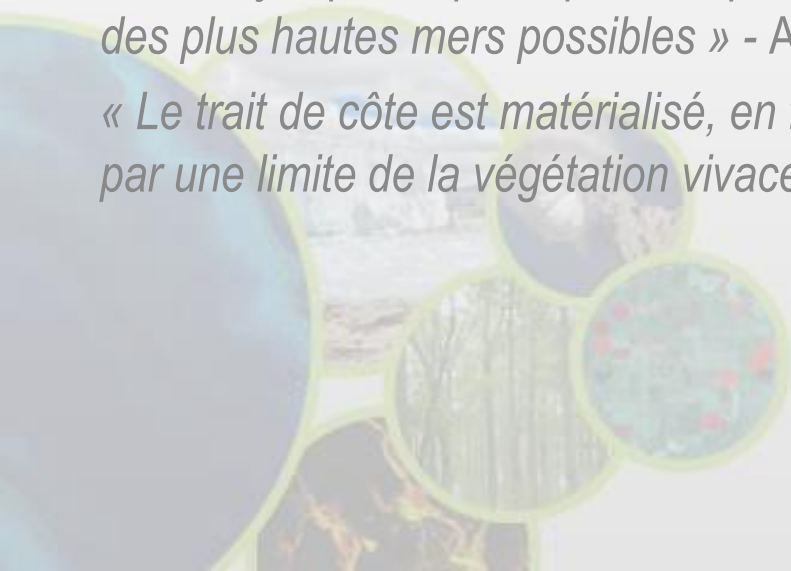 des plus hautes mers possibles » -
« Le trait de côte est matérialisé, en
par une limite de la végétation vivace